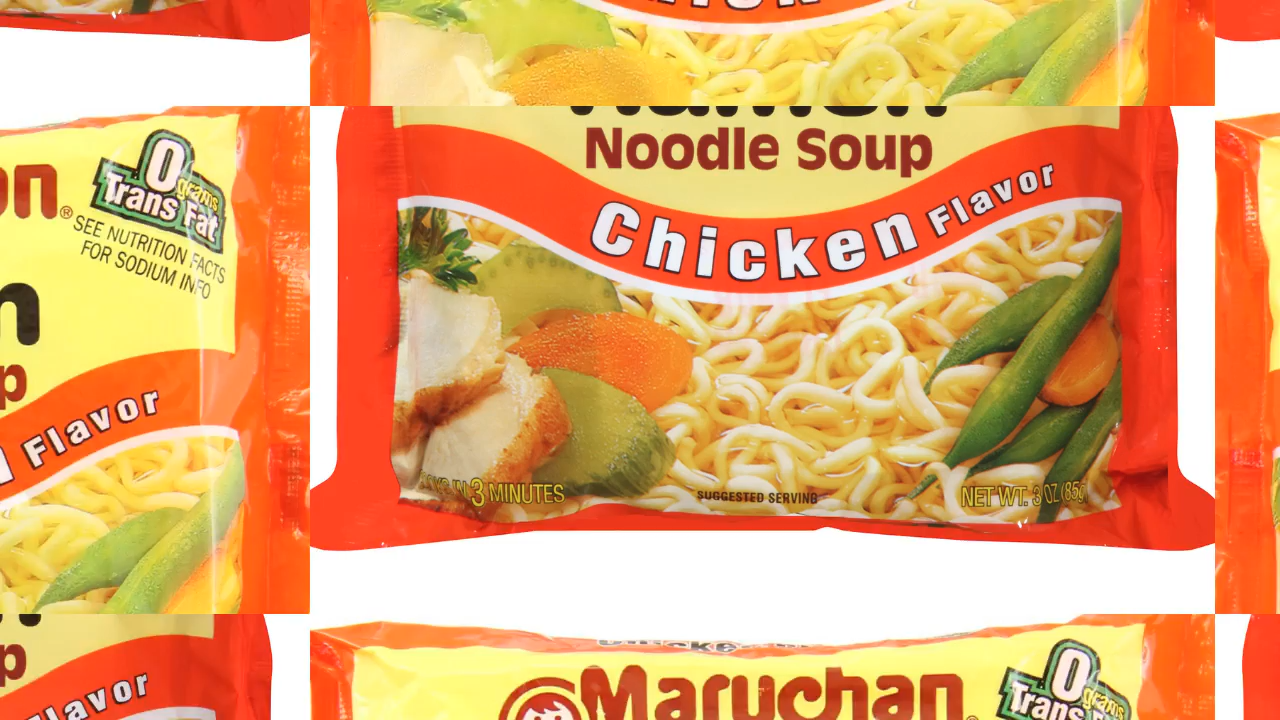 0
grams
Trans Fat
SEE NUTRITION FACTS
FOR SODIUM INFO
Flavor
Noodle Soup
Chicken Flavor
3 MINUTES
SUGGESTED SERVING
NET WT. 3 OZ (85g)
Flavor
Maruchan
0
grams
Trans